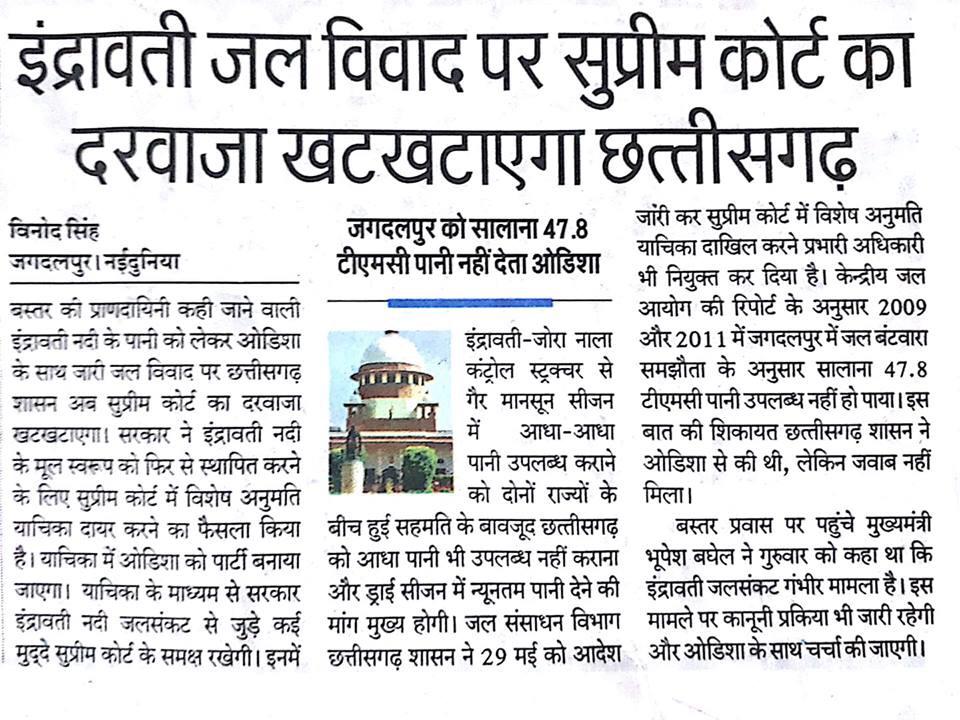 इंद्रावती जल विवाद पर सुप्रीम कोर्ट का
दरवाजा खटखटाएगा छत्तीसगढ़
विनोद सिंह
जगदलपुर। नईदुनिया
बस्तर की प्राणदायिनी कही जाने वाली
इंद्रावती नदी के पानी को लेकर ओडिशा
के साथ जारी जल विवाद पर छत्तीसगढ़
शासन अब सुप्रीम कोर्ट का दरवाजा
खटखटाएगा। सरकार ने इंद्रावती नदी
के मूल स्वरूप को फिर से स्थापित करने
के लिए सुप्रीम कोर्ट में विशेष अनुमति
याचिका दायर करने का फैसला किया
है। याचिका में ओडिशा को पार्टी बनाया
जाएगा। याचिका के माध्यम से सरकार
इंद्रावती नदी जलसंकट से जुड़े कई
मुद्दे सुप्रीम कोर्ट के समक्ष रखेगी। इनमें
जगदलपुर को सालाना 47.8
टीएमसी पानी नहीं देता ओडिशा
इंद्रावती-जोरा नाला
कंट्रोल स्ट्रक्चर से
गैर मानसून सीजन
में आधा-आधा
पानी उपलब्ध कराने
को दोनों राज्यों के
बीच हुई सहमति के बावजूद छत्तीसगढ़
को आधा पानी भी उपलब्ध नहीं कराना
और ड्राई सीजन में न्यूनतम पानी देने की
मांग मुख्य होगी। जल संसाधन विभाग
छत्तीसगढ़ शासन ने 29 मई को आदेश
जारी कर सुप्रीम कोर्ट में विशेष अनुमति
याचिका दाखिल करने प्रभारी अधिकारी
भी नियुक्त कर दिया है। केन्द्रीय जल
आयोग की रिपोर्ट के अनुसार 2009
और 2011 में जगदलपुर में जल बंटवारा
समझौता के अनुसार सालाना 47.8
टीएमसी पानी उपलब्ध नहीं हो पाया। इस
बात की शिकायत छत्तीसगढ़ शासन ने
ओडिशा से की थी, लेकिन जवाब नहीं
मिला।
बस्तर प्रवास पर पहुंचे मुख्यमंत्री
भूपेश बघेल ने गुरुवार को कहा था कि
इंद्रावती जलसंकट गंभीर मामला है। इस
मामले पर कानूनी प्रकिया भी जारी रहेगी
और ओडिशा के साथ चर्चा की जाएगी।